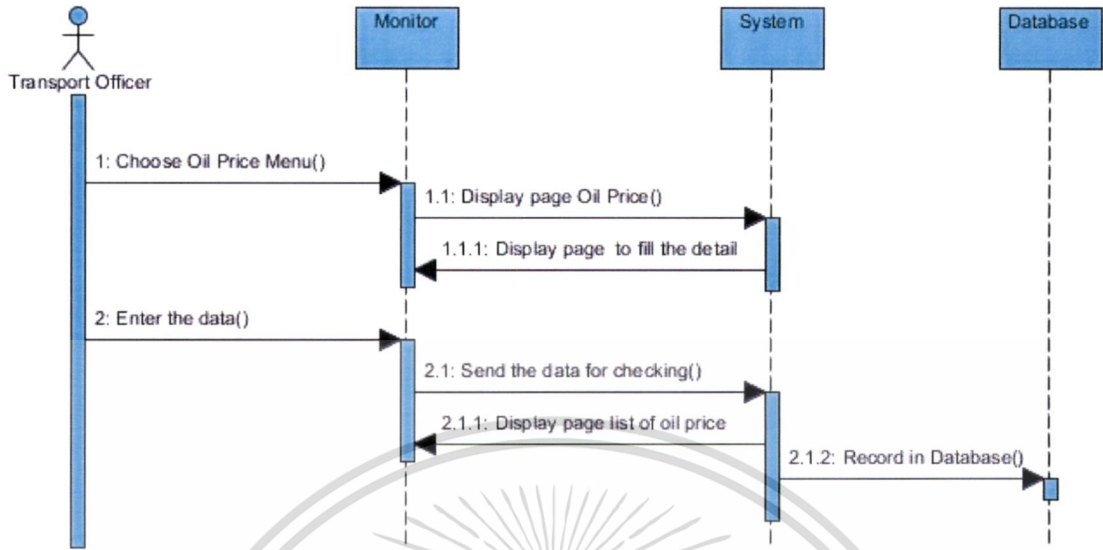 Monitor
System
Database
Transport Officer
1: Choose Oil Price Menu()
1.1: Display page Oil Price()
1.1.1: Display page  to fill the detail
2: Enter the data()
2.1: Send the data for checking()
2.1.1: Display page list of oil price
2.1.2: Record in Database()